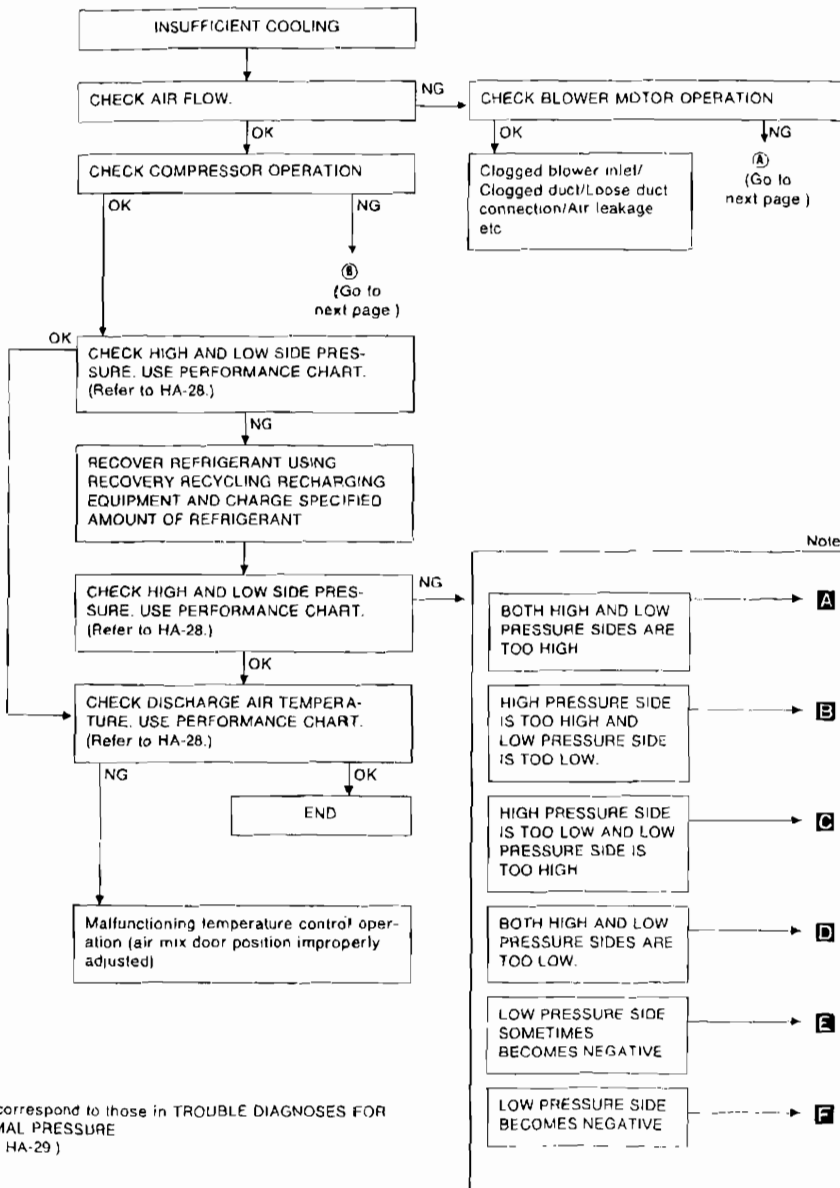 INSUFFICIENT COOLING
CHECK AIR FLOW.
NG
CHECK BLOWER MOTOR OPERATION
OK
OK
NG
CHECK COMPRESSOR OPERATION
Clogged blower inlet/
Clogged duct/Loose duct
connection/Air leakage
etc
Ⓐ
(Go to
next page)
OK
NG
Ⓑ
(Go to
next page)
OK
CHECK HIGH AND LOW SIDE PRES-
SURE. USE PERFORMANCE CHART.
(Refer to HA-28.)
NG
RECOVER REFRIGERANT USING
RECOVERY RECYCLING RECHARGING
EQUIPMENT AND CHARGE SPECIFIED
AMOUNT OF REFRIGERANT
CHECK HIGH AND LOW SIDE PRES-
SURE. USE PERFORMANCE CHART.
(Refer to HA-28.)
NG
OK
CHECK DISCHARGE AIR TEMPERA-
TURE. USE PERFORMANCE CHART.
(Refer to HA-28.)
NG
OK
END
Malfunctioning temperature control oper-
ation (air mix door position improperly
adjusted)
Note
BOTH HIGH AND LOW
PRESSURE SIDES ARE
TOO HIGH
A
HIGH PRESSURE SIDE
IS TOO HIGH AND
LOW PRESSURE SIDE
IS TOO LOW.
B
HIGH PRESSURE SIDE
IS TOO LOW AND LOW
PRESSURE SIDE IS
TOO HIGH
C
BOTH HIGH AND LOW
PRESSURE SIDES ARE
TOO LOW.
D
LOW PRESSURE SIDE
SOMETIMES
BECOMES NEGATIVE
E
LOW PRESSURE SIDE
BECOMES NEGATIVE
F
correspond to those in TROUBLE DIAGNOSES FOR
MAL PRESSURE
HA-29)